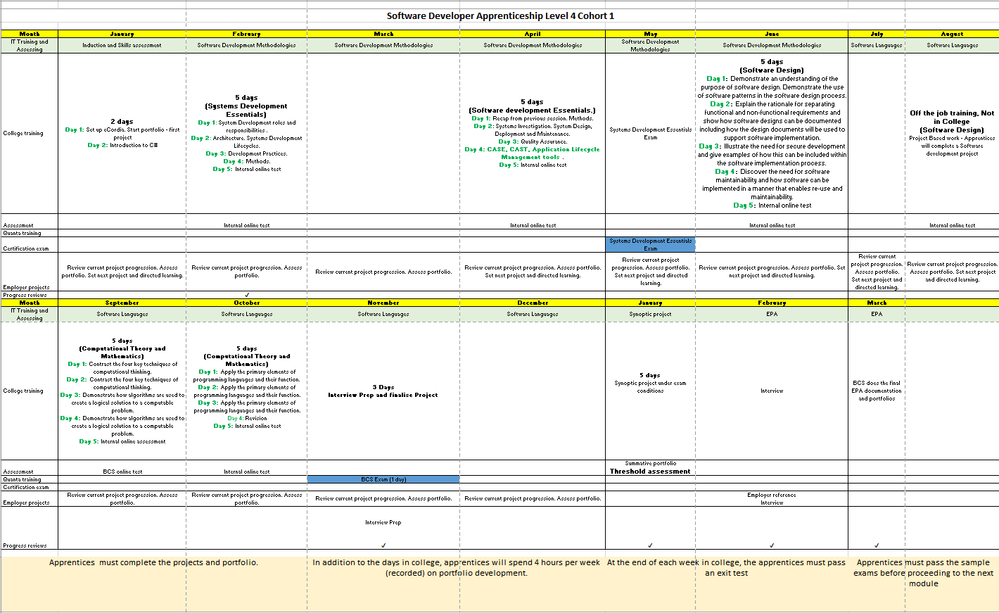 Software Developer Apprenticeship Level 4 Cohort 1
Month January February March April May June July August
IT Training and
Assessing
Induction and Skills assessment
Software Development Methodologies
Software Development Methodologies
Software Development Methodologies
Software Development
Methodologies
Software Development Methodologies
Software Languages
Software Languages
College training
2 days
Day 1: Set up eCordia. Start portfolio - first
project
Day 2: Introduction to C#
5 days
(Systems Development
Essentials)
Day 1: System Development roles and
responsibilities .
Day 2: Architecture. Systems Development
Lifecycles.
Day 3: Development Practices.
Day 4: Methods.
Day 5: Internal online test
5 days
(Software development Essentials.)
Day 1: Recap from previous session. Methods.
Day 2: Systems Investigation. System Design,
Deployment and Maintenance.
Day 3: Quality Assurance.
Day 4: CASE, CAST, Application Lifecycle
Management tools .
Day 5: Internal online test
Systems Development Essentials
Exam
5 days
(Software Design)
Day 1: Demonstrate an understanding of the
purpose of software design. Demonstrate the use
of software patterns in the software design process.
Day 2: Explain the rationale for separating
functional and non-functional requirements and
show how software designs can be documented
including how the design documents will be used to
support software implementation.
Day 3: Illustrate the need for secure development
and give examples of how this can be included within
the software implementation process.
Day 4: Discover the need for software
maintainability and how software can be
implemented in a manner that enables re-use and
maintainability.
Day 5: Internal online test
Off the job training, Not
in College
(Software Design)
Project Based work - Apprentices
will complete a Software
development project
Assessment Internal online test Internal online test Internal online test Internal online test
Quanta training
Certification exam
Systems Development Essentials
Exam
Employer projects
Review current project progression. Assess
portfolio. Set next project and directed learning.
Review current project progression. Assess
portfolio.
Review current project progression. Assess portfolio.
Review current project progression. Assess portfolio.
Set next project and directed learning.
Review current project
progression. Assess portfolio.
Set next project and directed
learning.
Review current project progression. Assess portfolio. Set
next project and directed learning.
Review current
project progression.
Assess portfolio.
Set next project and
directed learning.
Review current project progression.
Assess portfolio. Set next project
and directed learning.
Progress reviews ✓
Month September October November December January February March
IT Training and
Assessing
Software Languages
Software Languages
Software Languages
Software Languages
Synoptic project
EPA
EPA
College training
5 days
(Computational Theory and
Mathematics)
Day 1: Contrast the four key techniques of
computational thinking.
Day 2: Contrast the four key techniques of
computational thinking.
Day 3: Demonstrate how algorithms are used to
create a logical solution to a computable
problem.
Day 4: Demonstrate how algorithms are used to
create a logical solution to a computable
problem.
Day 5: Internal online assessment
5 days
(Computational Theory and
Mathematics)
Day 1: Apply the primary elements of
programming languages and their function.
Day 2: Apply the primary elements of
programming languages and their function.
Day 3: Apply the primary elements of
programming languages and their function.
Day 4: Revision
Day 5: Internal online test
3 Days
Interview Prep and finalise Project
5 days
Synoptic project under exam
conditions
Interview
BCS does the final
EPA documentation
and portfolios
Assessment
BCS online test
Internal online test
Summative portfolio
Threshold assessment
Quanta training
BCS Exam (1 day)
Certification exam
Employer projects
Review current project progression. Assess
portfolio.
Review current project progression. Assess
portfolio.
Review current project progression. Assess portfolio.
Review current project progression. Assess portfolio.
Employer reference
Interview
Progress reviews
Interview Prep
✓ ✓ ✓ ✓
Apprentices must complete the projects and portfolio.
In addition to the days in college, apprentices will spend 4 hours per week
(recorded) on portfolio development.
At the end of each week in college, the apprentices must pass
an exit test
Apprentices must pass the sample
exams before proceeding to the next
module